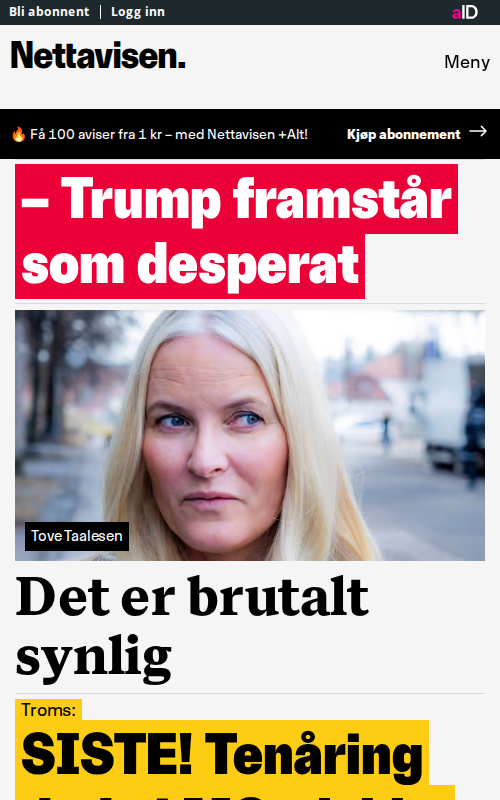 Bli abonnent | Logg inn
aID
Nettavisen.
Meny
🔥 Få 100 aviser fra 1 kr – med Nettavisen +Alt!
Kjøp abonnement →
– Trump framstår
som desperat
Tove Taalesen
Det er brutalt
synlig
Troms:
SISTE! Tenåring